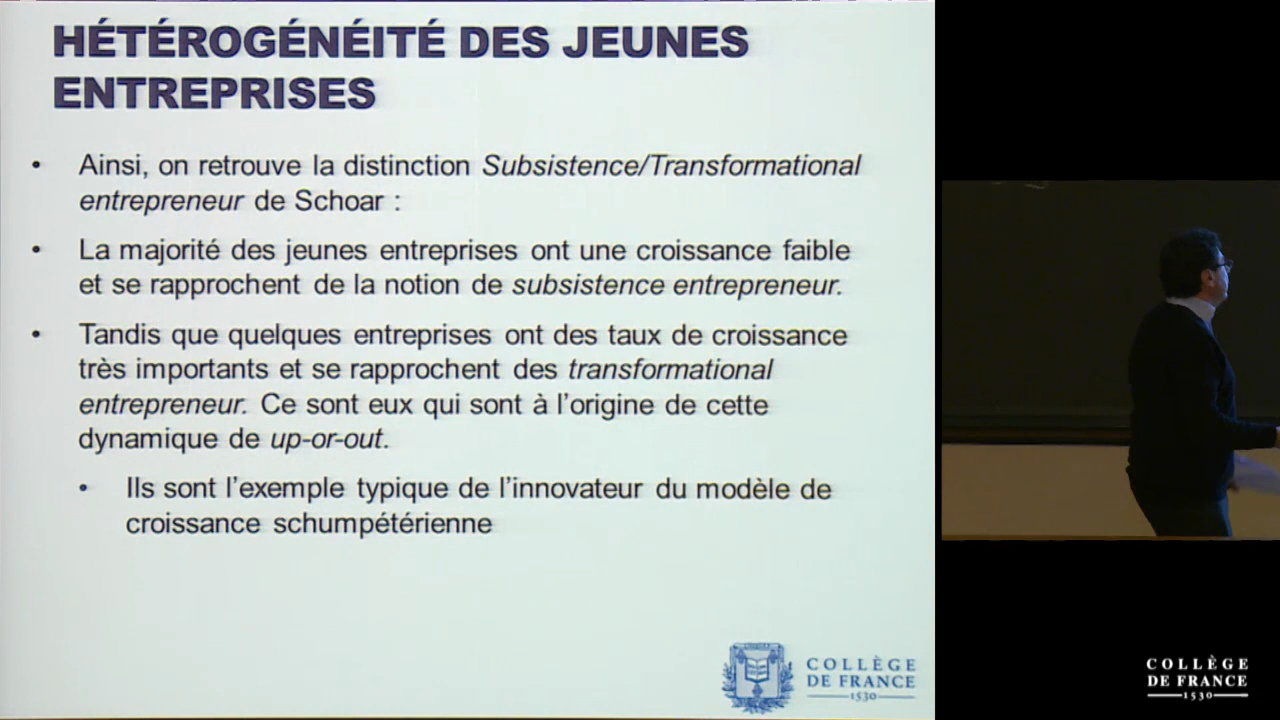 HÉTÉROGÉNÉITÉ DES JEUNES
ENTREPRISES
• Ainsi, on retrouve la distinction Subsistence/Transformational
entrepreneur de Schoar :
• La majorité des jeunes entreprises ont une croissance faible
et se rapprochent de la notion de subsistence entrepreneur.
• Tandis que quelques entreprises ont des taux de croissance
très importants et se rapprochent des transformational
entrepreneur. Ce sont eux qui sont à l'origine de cette
dynamique de up-or-out.
• Ils sont l'exemple typique de l'innovateur du modèle de
croissance schumpétérienne
COLLÈGE
DE FRANCE
1530
COLLÈGE
DE FRANCE
1530